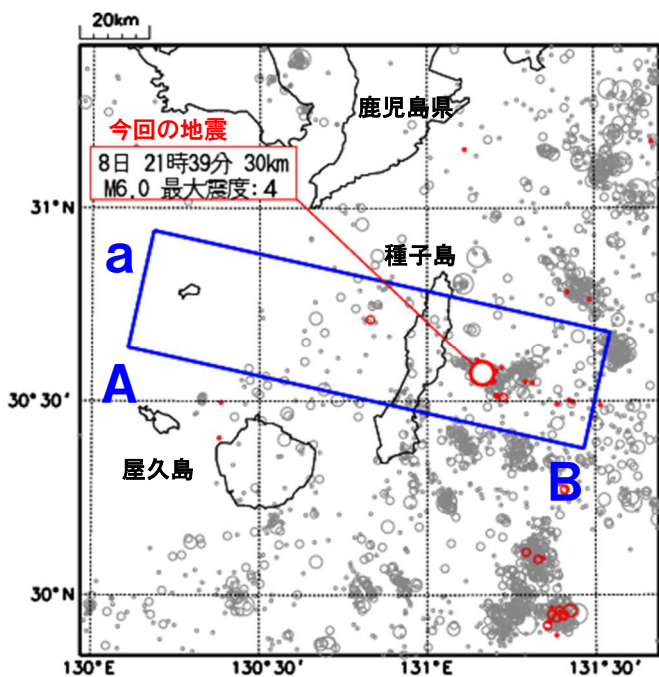 20km
鹿児島県
今回の地震
8日 21時39分 30km
M6.0 最大震度:4
31°N
種子島
a
A
30°30'
屋久島
B
30°N
130°E
130°30'
131°E
131°30'